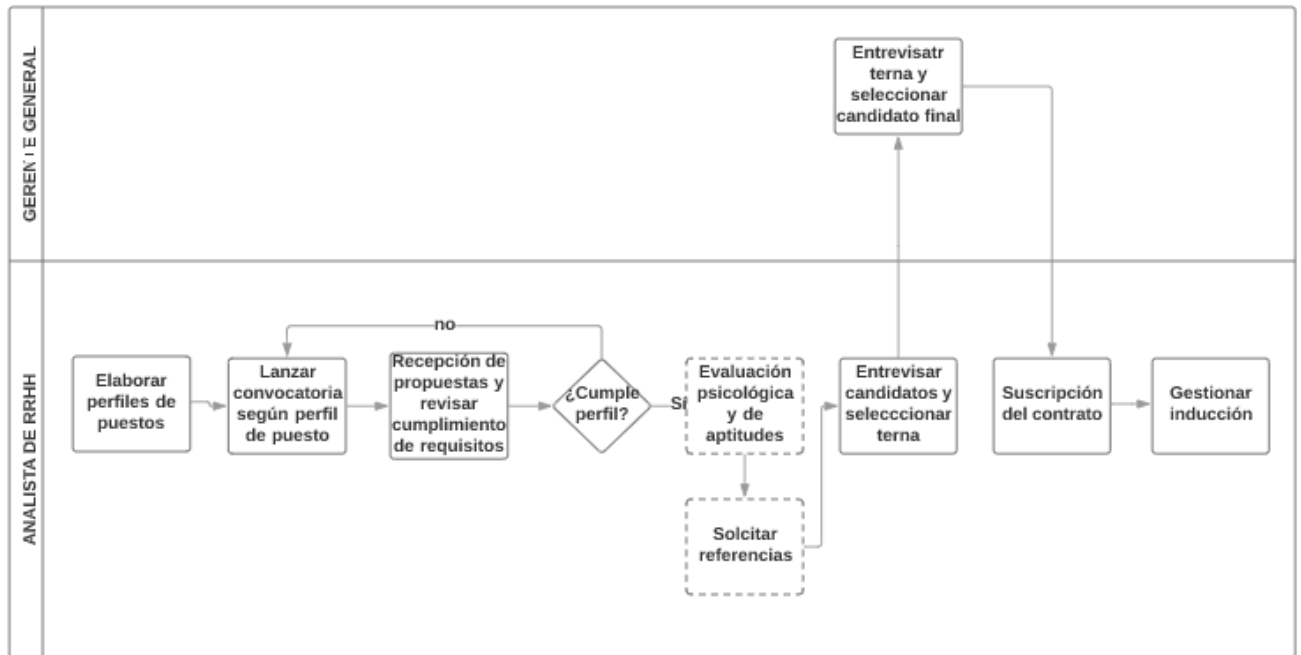 GERENTE GENERAL
Entrevisatr
terna y
seleccionar
candidato final
ANALISTA DE RRHH
Elaborar
perfiles de
puestos
Lanzar
convocatoria
según perfil
de puesto
no
Recepción de
propuestas y
revisar
cumplimiento
de requisitos
¿Cumple
perfil?
Sí
Evaluación
psicológica
y de
aptitudes
Solcitar
referencias
Entrevisar
candidatos y
selecccionar
terna
Suscripción
del contrato
Gestionar
inducción